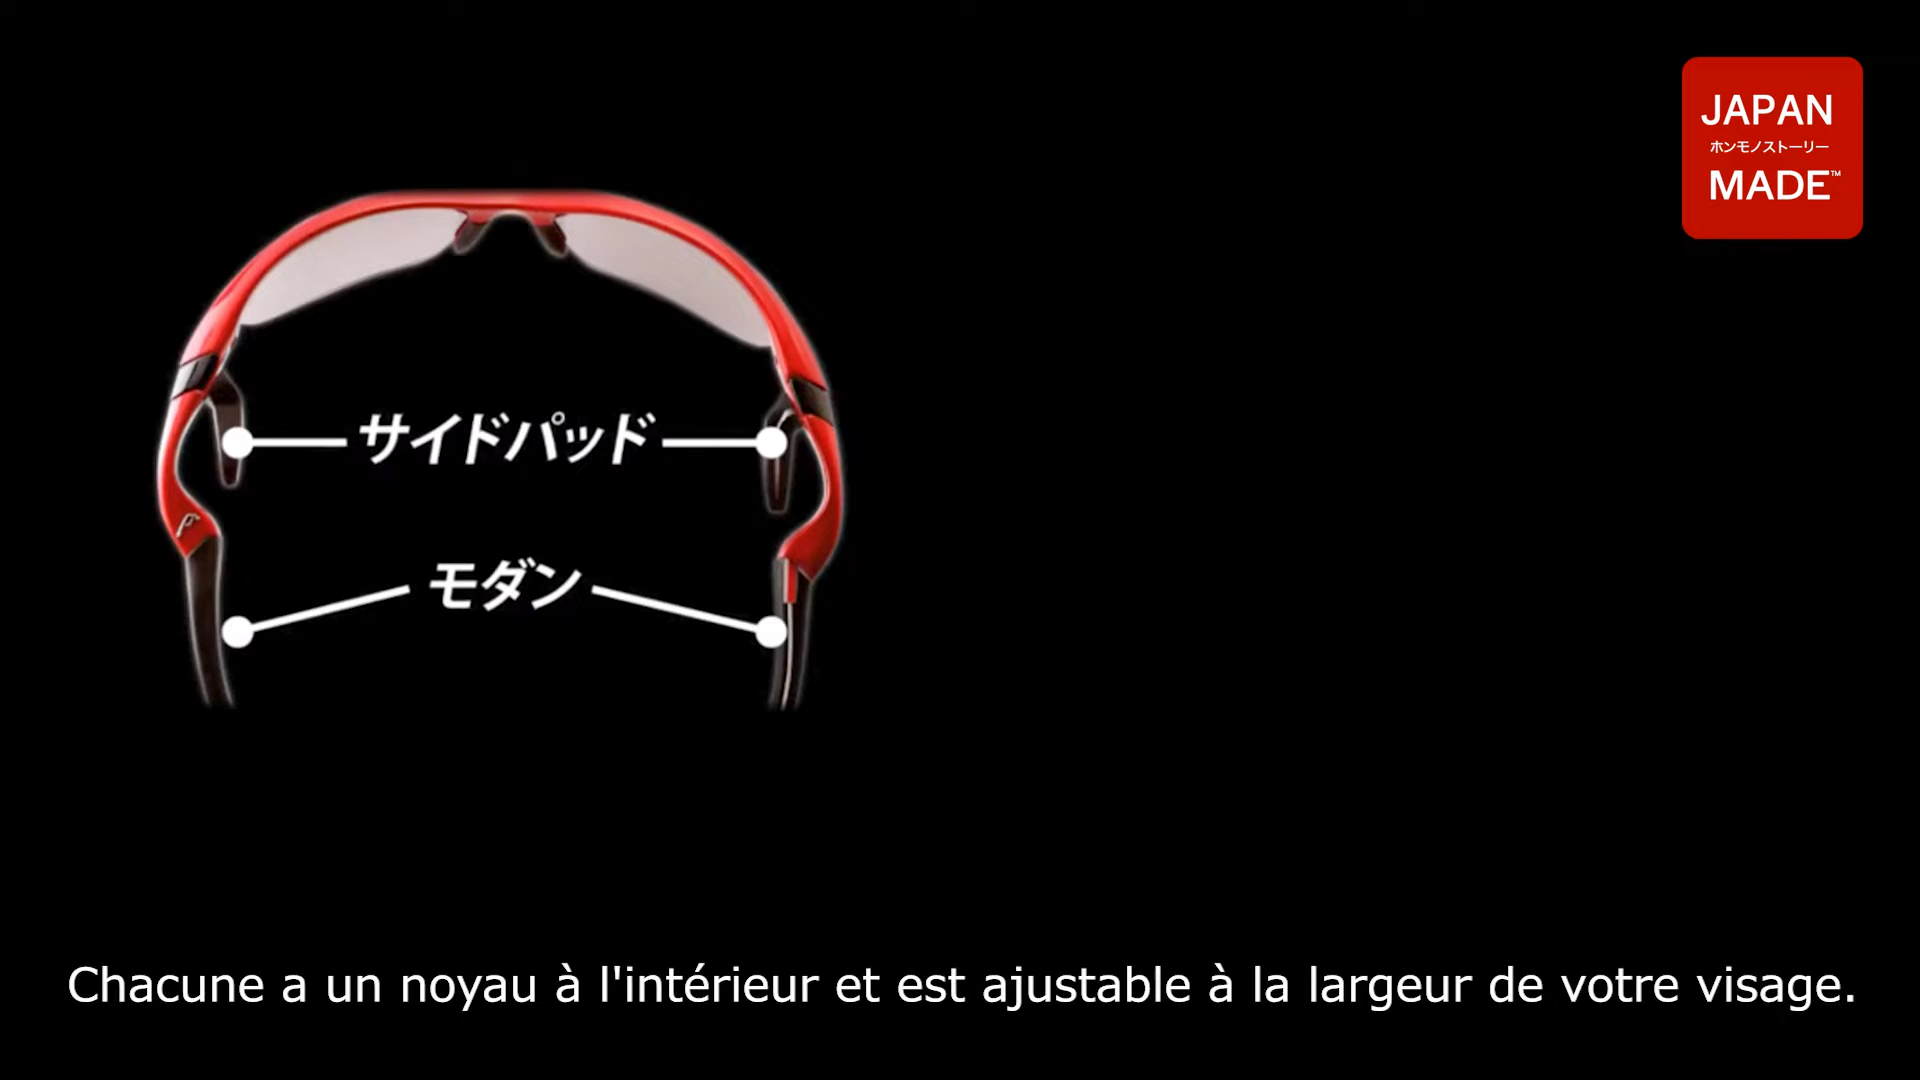 JAPAN
ホンモノストーリー
MADE™
サイドパッド
モダン
Chacune a un noyau à l'intérieur et est ajustable à la largeur de votre visage.